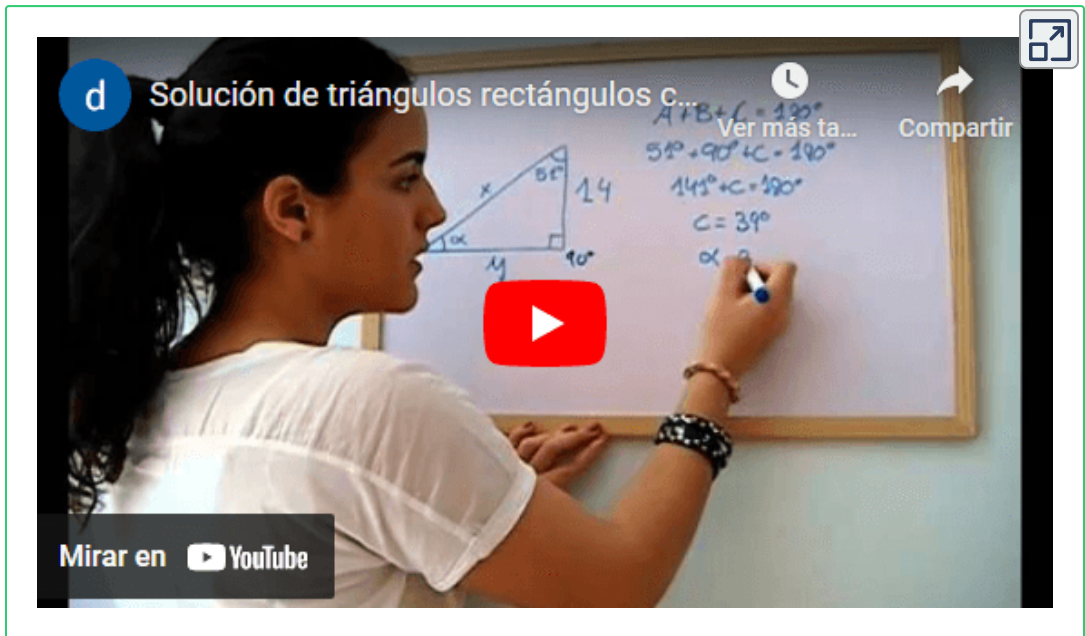 d
Solución de triángulos rectángulos c...
Ver más ta...
Compartir
A+B+C = 180°
51°+90°+C = 180°
141°+C = 180°
C = 39°
α
x
51°
14
α
y
90°
Mirar en YouTube